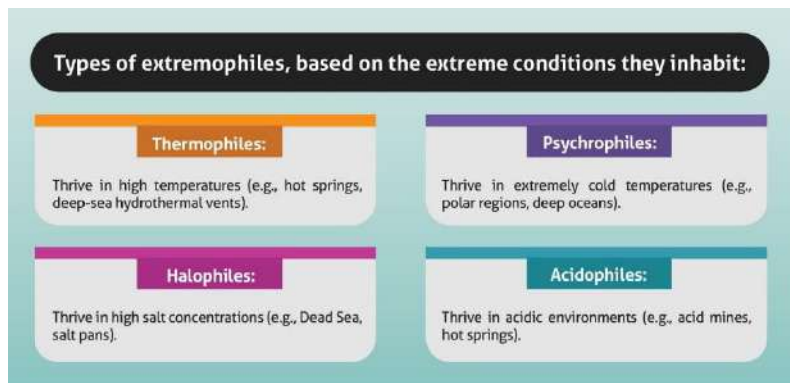 Types of extremophiles, based on the extreme conditions they inhabit:
Thermophiles:
Thrive in high temperatures (e.g., hot springs,
deep-sea hydrothermal vents).
Psychrophiles:
Thrive in extremely cold temperatures (e.g.,
polar regions, deep oceans).
Halophiles:
Thrive in high salt concentrations (e.g., Dead Sea,
salt pans).
Acidophiles:
Thrive in acidic environments (e.g., acid mines,
hot springs).